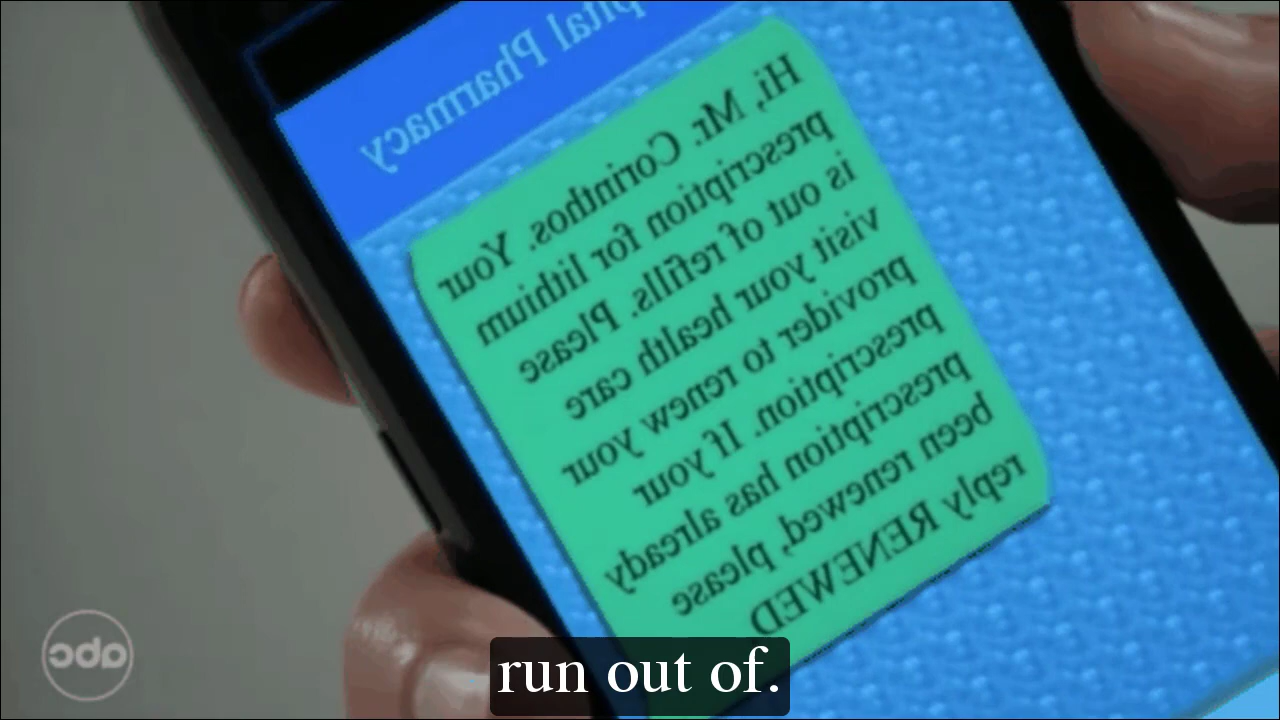 pital Pharmacy
Hi, Mr. Corinthos. Your
prescription for lithium
is out of refills. Please
visit your health care
provider to renew your
prescription. If your
prescription has already
been renewed, please
reply RENEWED
abc
run out of.